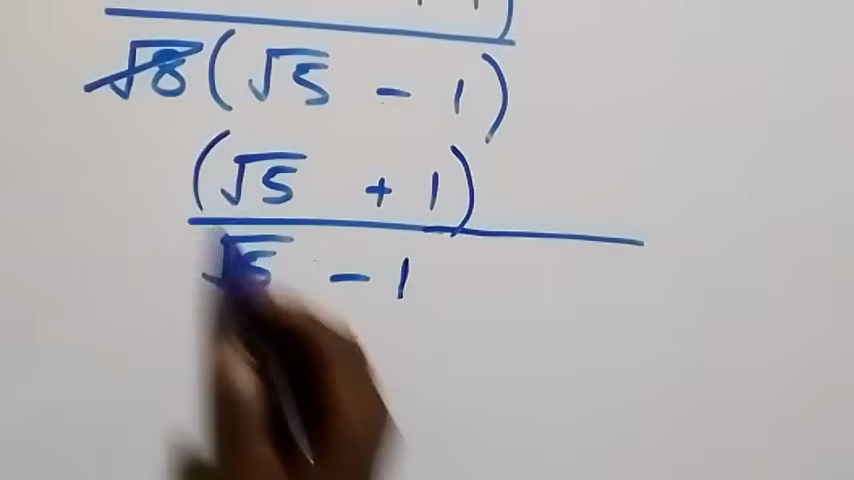 √8(√5 - 1)
(√5 + 1)
√5 - 1